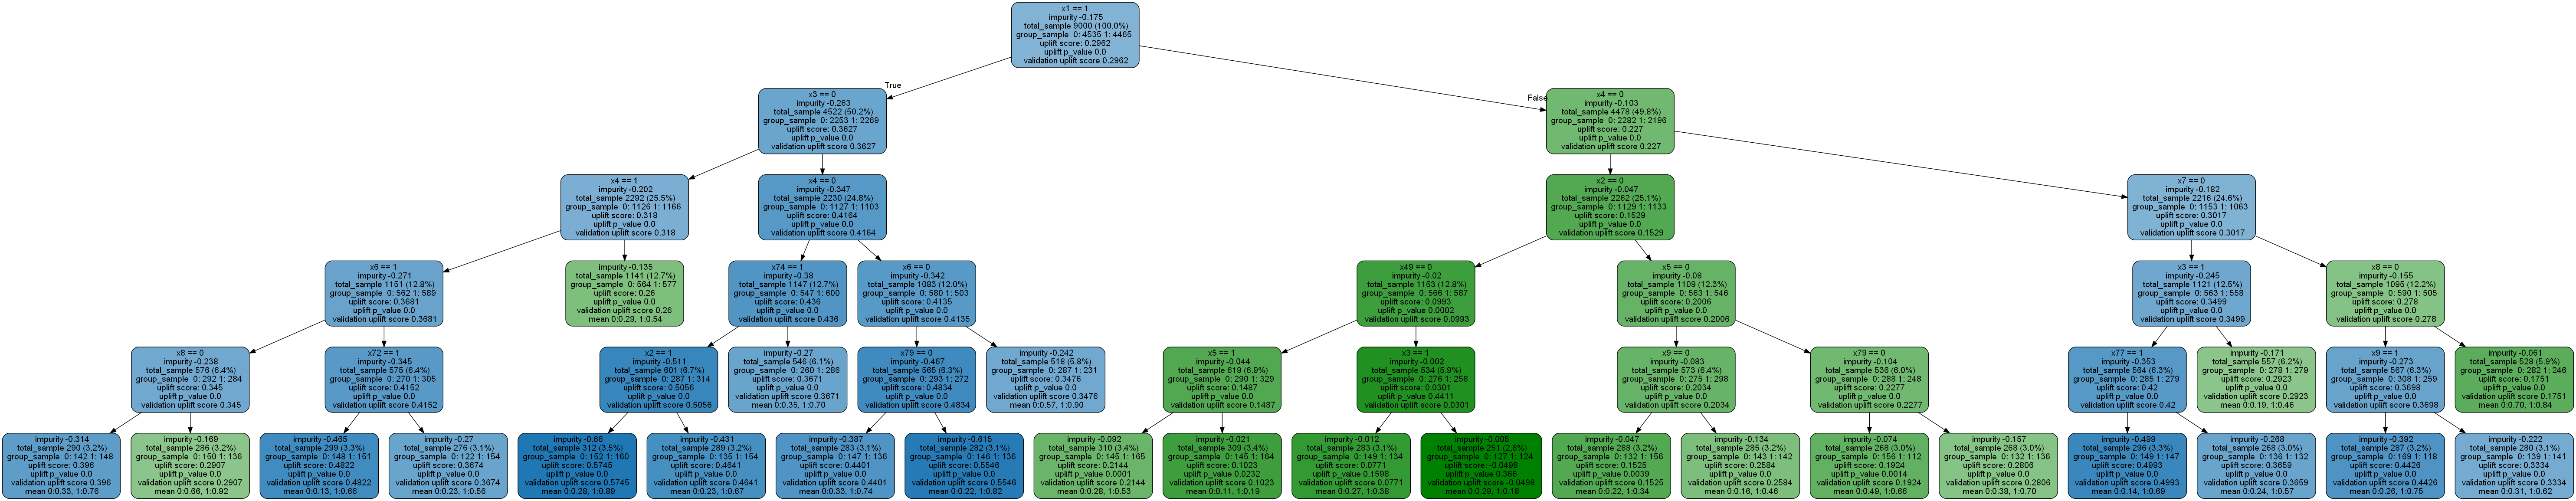 x1 == 1
impurity -0.175
total_sample 9000 (100.0%)
group_sample 0: 4535 1: 4465
uplift score: 0.2962
uplift p_value 0.0
validation uplift score 0.2962
True
False
x3 == 0
impurity -0.263
total_sample 4522 (50.2%)
group_sample 0: 2253 1: 2269
uplift score: 0.3627
uplift p_value 0.0
validation uplift score 0.3627
x4 == 0
impurity -0.103
total_sample 4478 (49.8%)
group_sample 0: 2282 1: 2196
uplift score: 0.227
uplift p_value 0.0
validation uplift score 0.227
x4 == 1
impurity -0.202
total_sample 2292 (25.5%)
group_sample 0: 1126 1: 1166
uplift score: 0.318
uplift p_value 0.0
validation uplift score 0.318
x4 == 0
impurity -0.347
total_sample 2230 (24.8%)
group_sample 0: 1127 1: 1103
uplift score: 0.4164
uplift p_value 0.0
validation uplift score 0.4164
x2 == 0
impurity -0.047
total_sample 2262 (25.1%)
group_sample 0: 1129 1: 1133
uplift score: 0.1529
uplift p_value 0.0
validation uplift score 0.1529
x7 == 0
impurity -0.182
total_sample 2216 (24.6%)
group_sample 0: 1153 1: 1063
uplift score: 0.3017
uplift p_value 0.0
validation uplift score 0.3017
x6 == 1
impurity -0.271
total_sample 1151 (12.8%)
group_sample 0: 562 1: 589
uplift score: 0.3681
uplift p_value 0.0
validation uplift score 0.3681
impurity -0.135
total_sample 1141 (12.7%)
group_sample 0: 564 1: 577
uplift score: 0.26
uplift p_value 0.0
validation uplift score 0.26
mean 0:0.29, 1:0.54
x74 == 1
impurity -0.38
total_sample 1147 (12.7%)
group_sample 0: 547 1: 600
uplift score: 0.436
uplift p_value 0.0
validation uplift score 0.436
x6 == 0
impurity -0.342
total_sample 1083 (12.0%)
group_sample 0: 580 1: 503
uplift score: 0.4135
uplift p_value 0.0
validation uplift score 0.4135
x49 == 0
impurity -0.02
total_sample 1153 (12.8%)
group_sample 0: 566 1: 587
uplift score: 0.0993
uplift p_value 0.0002
validation uplift score 0.0993
x5 == 0
impurity -0.08
total_sample 1109 (12.3%)
group_sample 0: 563 1: 546
uplift score: 0.2006
uplift p_value 0.0
validation uplift score 0.2006
x3 == 1
impurity -0.245
total_sample 1121 (12.5%)
group_sample 0: 563 1: 558
uplift score: 0.3499
uplift p_value 0.0
validation uplift score 0.3499
x8 == 0
impurity -0.155
total_sample 1095 (12.2%)
group_sample 0: 590 1: 505
uplift score: 0.278
uplift p_value 0.0
validation uplift score 0.278
x8 == 0
impurity -0.238
total_sample 576 (6.4%)
group_sample 0: 292 1: 284
uplift score: 0.345
uplift p_value 0.0
validation uplift score 0.345
x72 == 1
impurity -0.345
total_sample 575 (6.4%)
group_sample 0: 270 1: 305
uplift score: 0.4152
uplift p_value 0.0
validation uplift score 0.4152
x2 == 1
impurity -0.511
total_sample 601 (6.7%)
group_sample 0: 287 1: 314
uplift score: 0.5056
uplift p_value 0.0
validation uplift score 0.5056
impurity -0.27
total_sample 546 (6.1%)
group_sample 0: 260 1: 286
uplift score: 0.3671
uplift p_value 0.0
validation uplift score 0.3671
mean 0:0.35, 1:0.70
x79 == 0
impurity -0.467
total_sample 565 (6.3%)
group_sample 0: 293 1: 272
uplift score: 0.4834
uplift p_value 0.0
validation uplift score 0.4834
impurity -0.242
total_sample 518 (5.8%)
group_sample 0: 287 1: 231
uplift score: 0.3476
uplift p_value 0.0
validation uplift score 0.3476
mean 0:0.57, 1:0.90
x5 == 1
impurity -0.044
total_sample 619 (6.9%)
group_sample 0: 290 1: 329
uplift score: 0.1487
uplift p_value 0.0
validation uplift score 0.1487
x3 == 1
impurity -0.002
total_sample 534 (5.9%)
group_sample 0: 276 1: 258
uplift score: 0.0301
uplift p_value 0.4411
validation uplift score 0.0301
x9 == 0
impurity -0.083
total_sample 573 (6.4%)
group_sample 0: 275 1: 298
uplift score: 0.2034
uplift p_value 0.0
validation uplift score 0.2034
x79 == 0
impurity -0.104
total_sample 536 (6.0%)
group_sample 0: 288 1: 248
uplift score: 0.2277
uplift p_value 0.0
validation uplift score 0.2277
x77 == 1
impurity -0.353
total_sample 564 (6.3%)
group_sample 0: 285 1: 279
uplift score: 0.42
uplift p_value 0.0
validation uplift score 0.42
impurity -0.171
total_sample 557 (6.2%)
group_sample 0: 278 1: 279
uplift score: 0.2923
uplift p_value 0.0
validation uplift score 0.2923
mean 0:0.19, 1:0.46
x9 == 1
impurity -0.273
total_sample 567 (6.3%)
group_sample 0: 308 1: 259
uplift score: 0.3698
uplift p_value 0.0
validation uplift score 0.3698
impurity -0.061
total_sample 528 (5.9%)
group_sample 0: 282 1: 246
uplift score: 0.1751
uplift p_value 0.0
validation uplift score 0.1751
mean 0:0.70, 1:0.84
impurity -0.314
total_sample 290 (3.2%)
group_sample 0: 142 1: 148
uplift score: 0.396
uplift p_value 0.0
validation uplift score 0.396
mean 0:0.33, 1:0.76
impurity -0.169
total_sample 286 (3.2%)
group_sample 0: 150 1: 136
uplift score: 0.2907
uplift p_value 0.0
validation uplift score 0.2907
mean 0:0.66, 1:0.92
impurity -0.465
total_sample 299 (3.3%)
group_sample 0: 148 1: 151
uplift score: 0.4822
uplift p_value 0.0
validation uplift score 0.4822
mean 0:0.13, 1:0.66
impurity -0.27
total_sample 276 (3.1%)
group_sample 0: 122 1: 154
uplift score: 0.3674
uplift p_value 0.0
validation uplift score 0.3674
mean 0:0.23, 1:0.56
impurity -0.66
total_sample 312 (3.5%)
group_sample 0: 152 1: 160
uplift score: 0.5745
uplift p_value 0.0
validation uplift score 0.5745
mean 0:0.28, 1:0.89
impurity -0.431
total_sample 289 (3.2%)
group_sample 0: 135 1: 154
uplift score: 0.4641
uplift p_value 0.0
validation uplift score 0.4641
mean 0:0.23, 1:0.67
impurity -0.387
total_sample 283 (3.1%)
group_sample 0: 147 1: 136
uplift score: 0.4401
uplift p_value 0.0
validation uplift score 0.4401
mean 0:0.33, 1:0.74
impurity -0.615
total_sample 282 (3.1%)
group_sample 0: 146 1: 136
uplift score: 0.5546
uplift p_value 0.0
validation uplift score 0.5546
mean 0:0.22, 1:0.82
impurity -0.092
total_sample 310 (3.4%)
group_sample 0: 145 1: 165
uplift score: 0.2144
uplift p_value 0.0001
validation uplift score 0.2144
mean 0:0.28, 1:0.53
impurity -0.021
total_sample 309 (3.4%)
group_sample 0: 145 1: 164
uplift score: 0.1023
uplift p_value 0.0232
validation uplift score 0.1023
mean 0:0.11, 1:0.19
impurity -0.012
total_sample 283 (3.1%)
group_sample 0: 149 1: 134
uplift score: 0.0771
uplift p_value 0.1598
validation uplift score 0.0771
mean 0:0.27, 1:0.38
impurity -0.005
total_sample 251 (2.8%)
group_sample 0: 127 1: 124
uplift score: -0.0498
uplift p_value 0.365
validation uplift score -0.0498
mean 0:0.29, 1:0.18
impurity -0.047
total_sample 288 (3.2%)
group_sample 0: 132 1: 156
uplift score: 0.1525
uplift p_value 0.0039
validation uplift score 0.1525
mean 0:0.22, 1:0.34
impurity -0.134
total_sample 285 (3.2%)
group_sample 0: 143 1: 142
uplift score: 0.2584
uplift p_value 0.0
validation uplift score 0.2584
mean 0:0.16, 1:0.46
impurity -0.074
total_sample 268 (3.0%)
group_sample 0: 156 1: 112
uplift score: 0.1924
uplift p_value 0.0014
validation uplift score 0.1924
mean 0:0.49, 1:0.66
impurity -0.157
total_sample 268 (3.0%)
group_sample 0: 132 1: 136
uplift score: 0.2806
uplift p_value 0.0
validation uplift score 0.2806
mean 0:0.38, 1:0.70
impurity -0.499
total_sample 296 (3.3%)
group_sample 0: 149 1: 147
uplift score: 0.4993
uplift p_value 0.0
validation uplift score 0.4993
mean 0:0.14, 1:0.69
impurity -0.268
total_sample 268 (3.0%)
group_sample 0: 136 1: 132
uplift score: 0.3659
uplift p_value 0.0
validation uplift score 0.3659
mean 0:0.24, 1:0.57
impurity -0.392
total_sample 287 (3.2%)
group_sample 0: 169 1: 118
uplift score: 0.4426
uplift p_value 0.0
validation uplift score 0.4426
mean 0:0.26, 1:0.75
impurity -0.222
total_sample 280 (3.1%)
group_sample 0: 139 1: 141
uplift score: 0.3334
uplift p_value 0.0
validation uplift score 0.3334
mean 0:0.31, 1:0.62